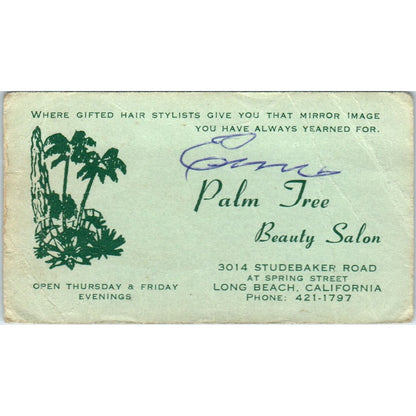 Where gifted hair stylists give you that mirror image
you have always yearned for.
Palm Tree
Beauty Salon
3014 Studebaker Road
at Spring Street
Long Beach, California
Phone: 421-1797
Open Thursday & Friday
Evenings